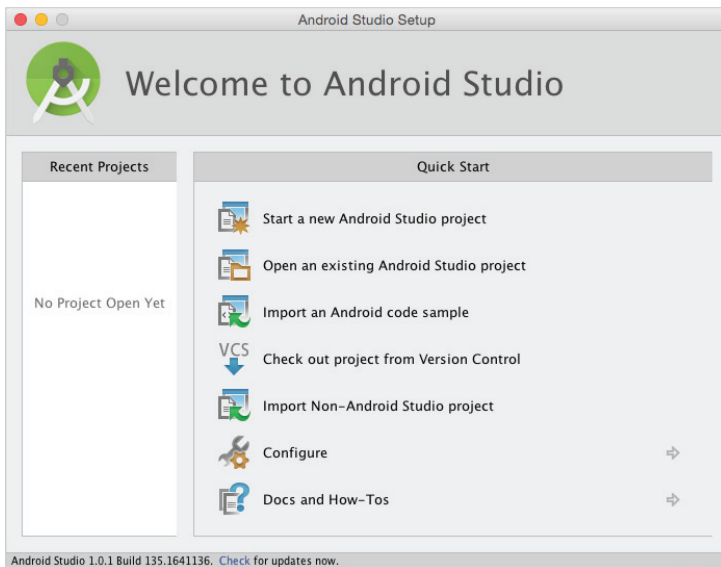 Android Studio Setup
Welcome to Android Studio
Recent Projects
No Project Open Yet
Quick Start
Start a new Android Studio project
Open an existing Android Studio project
Import an Android code sample
VCS
Check out project from Version Control
Import Non-Android Studio project
Configure
Docs and How-Tos
Android Studio 1.0.1 Build 135.1641136. Check for updates now.